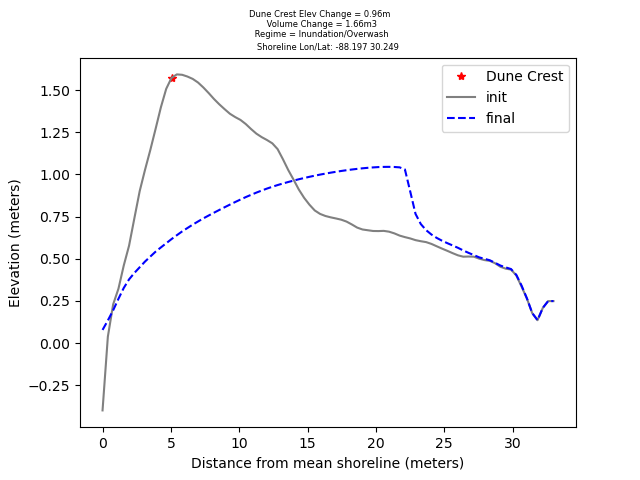 Dune Crest Elev Change = 0.96m
Volume Change = 1.66m3
Regime = Inundation/Overwash
Shoreline Lon/Lat: -88.197 30.249
Dune Crest
init
final
1.50
1.25
1.00
0.75
0.50
0.25
0.00
−0.25
Elevation (meters)
0 5 10 15 20 25 30
Distance from mean shoreline (meters)